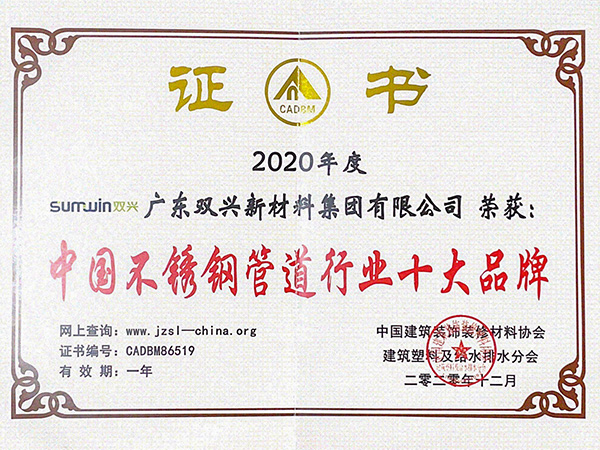 证 书
CADBM
2020年度
sumwin双兴 广东双兴新材料集团有限公司 荣获:
中国不锈钢管道行业十大品牌
网上查询: www.jzsl—china.org
证书编号: CADBM86519
有 效 期: 一年
中国建筑装饰装修材料协会
建筑塑料及给水排水分会
二零二零年十二月